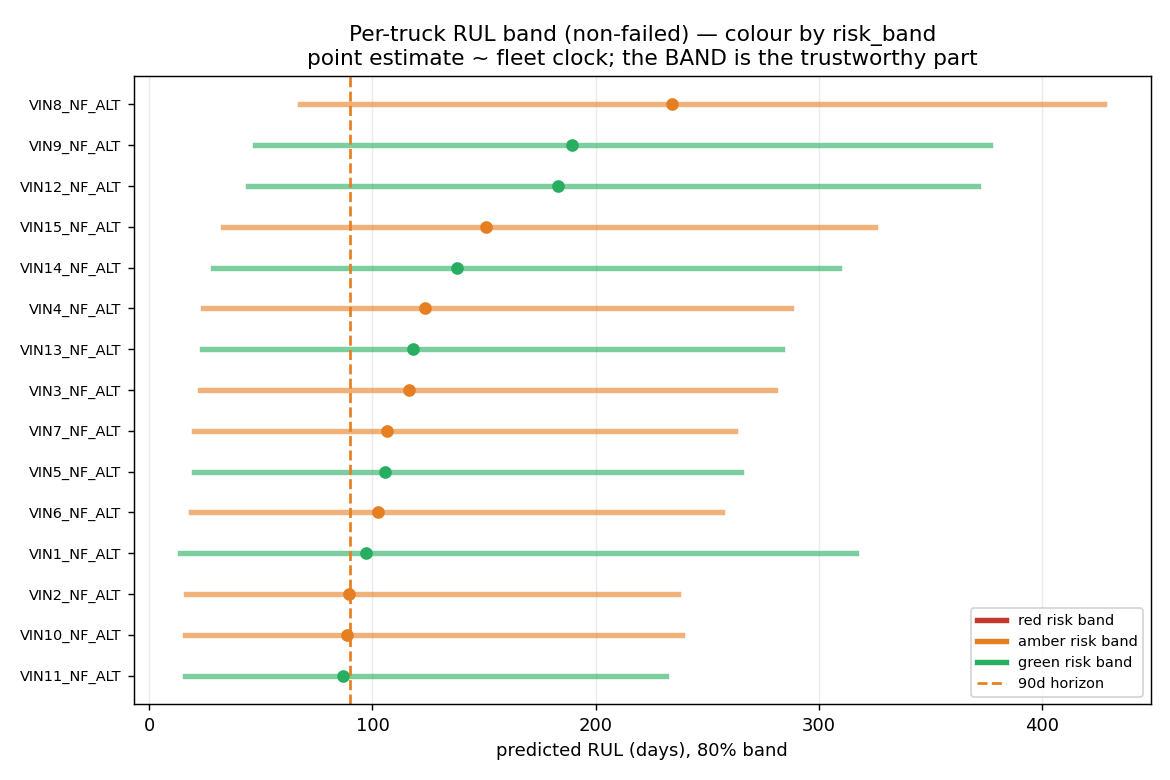 Per-truck RUL band (non-failed) — colour by risk_band
point estimate ~ fleet clock; the BAND is the trustworthy part
VIN8_NF_ALT
VIN9_NF_ALT
VIN12_NF_ALT
VIN15_NF_ALT
VIN14_NF_ALT
VIN4_NF_ALT
VIN13_NF_ALT
VIN3_NF_ALT
VIN7_NF_ALT
VIN5_NF_ALT
VIN6_NF_ALT
VIN1_NF_ALT
VIN2_NF_ALT
VIN10_NF_ALT
VIN11_NF_ALT
red risk band
amber risk band
green risk band
90d horizon
0 100 200 300 400
predicted RUL (days), 80% band